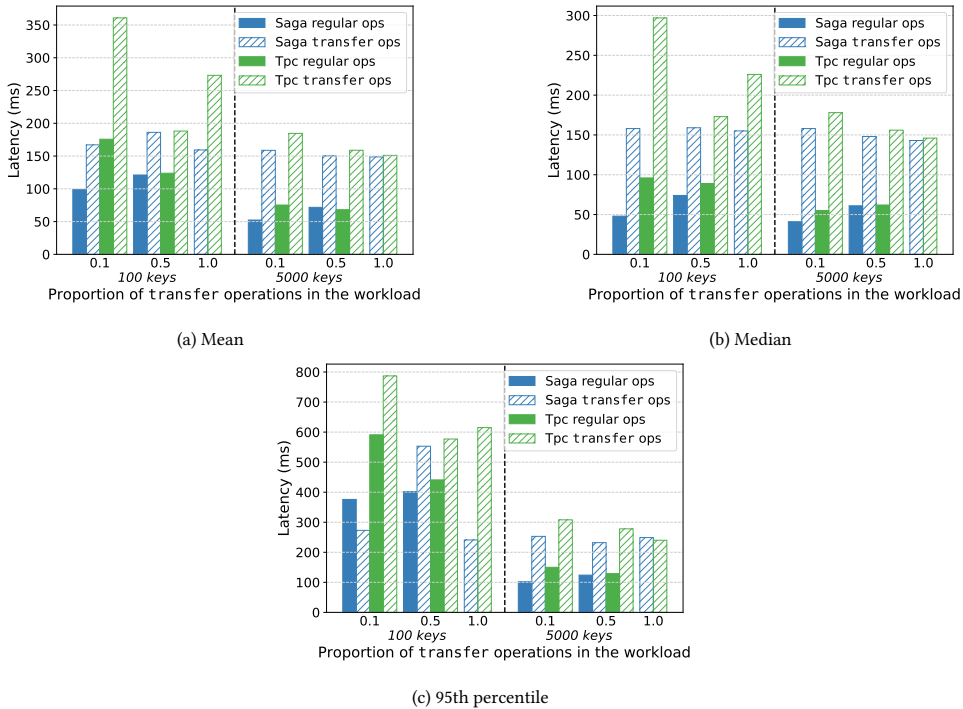 350
300
250
200
150
100
50
0
Latency (ms)
Saga regular ops
Saga transfer ops
Tpc regular ops
Tpc transfer ops
0.1 0.5 1.0 0.1 0.5 1.0
100 keys 5000 keys
Proportion of transfer operations in the workload
(a) Mean
300
250
200
150
100
50
0
Latency (ms)
Saga regular ops
Saga transfer ops
Tpc regular ops
Tpc transfer ops
0.1 0.5 1.0 0.1 0.5 1.0
100 keys 5000 keys
Proportion of transfer operations in the workload
(b) Median
800
700
600
500
400
300
200
100
0
Latency (ms)
Saga regular ops
Saga transfer ops
Tpc regular ops
Tpc transfer ops
0.1 0.5 1.0 0.1 0.5 1.0
100 keys 5000 keys
Proportion of transfer operations in the workload
(c) 95th percentile